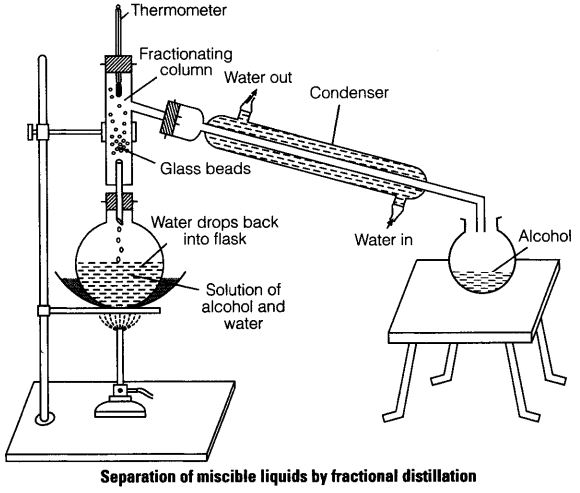 Thermometer
Fractionating
column
Water out
Condenser
Glass beads
Water drops back
into flask
Water in
Alcohol
Solution of
alcohol and
water
Separation of miscible liquids by fractional distillation